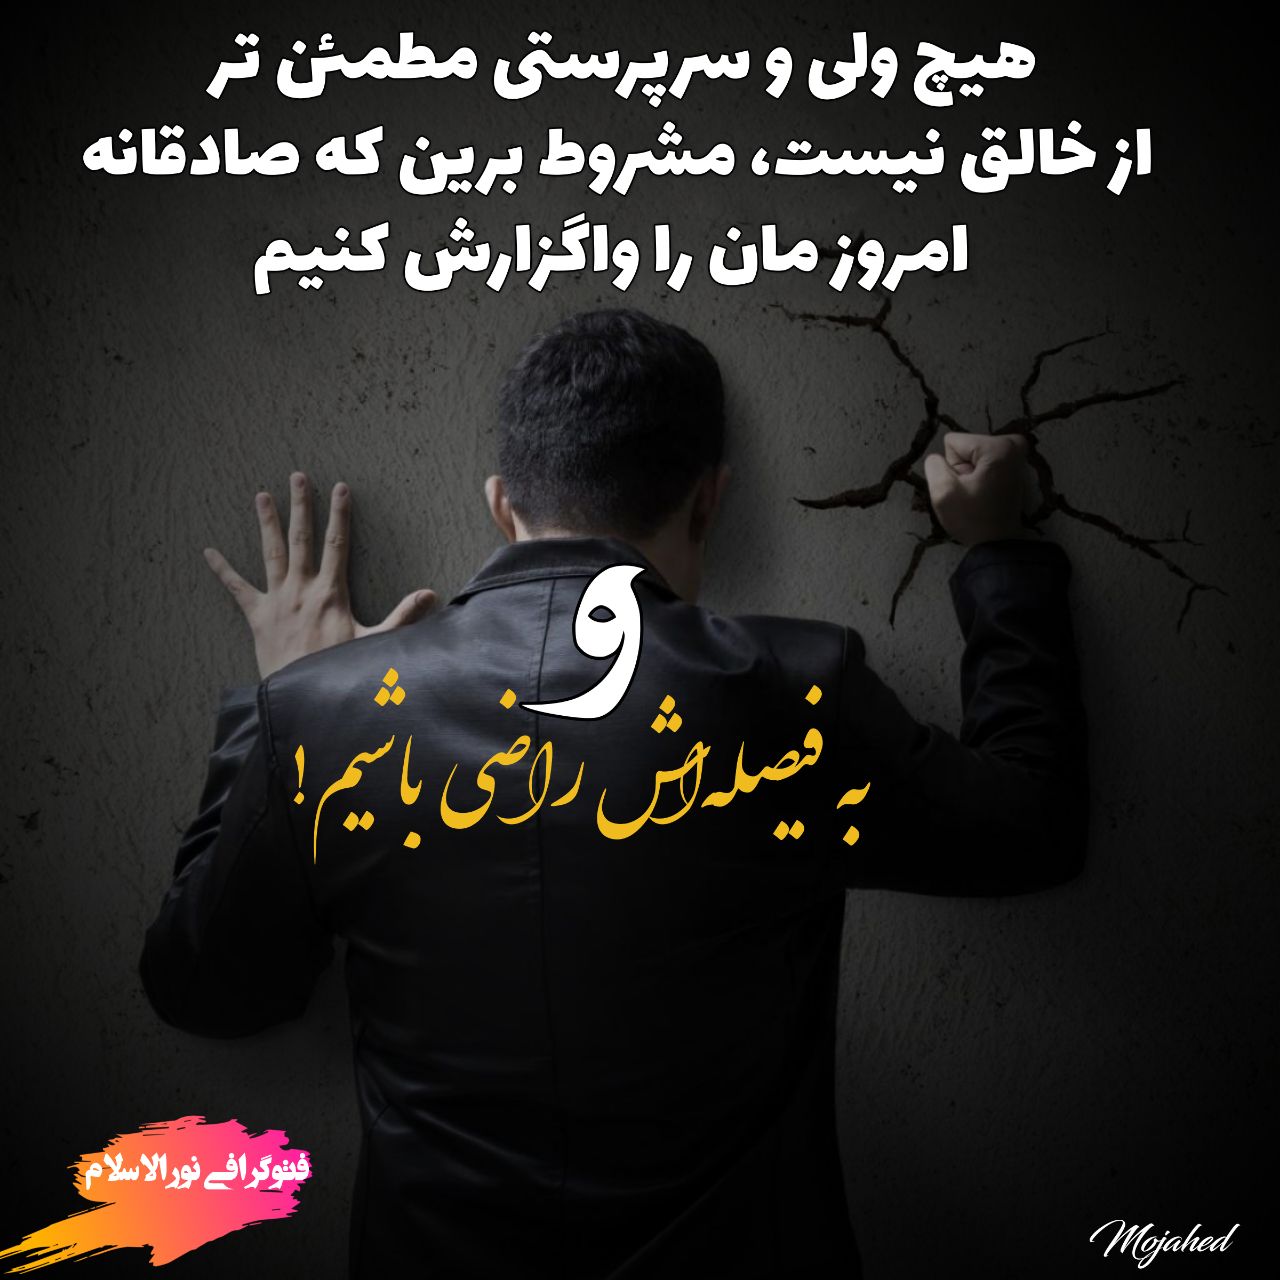 هیچ ولی و سرپرستی مطمئن تر
از خالق نیست، مشروط برین که صادقانه
امروز مان را واگزارش کنیم
و
به فیصله‌اش راضی باشیم!
فتوگرافی نورالاسلام
Mojahed